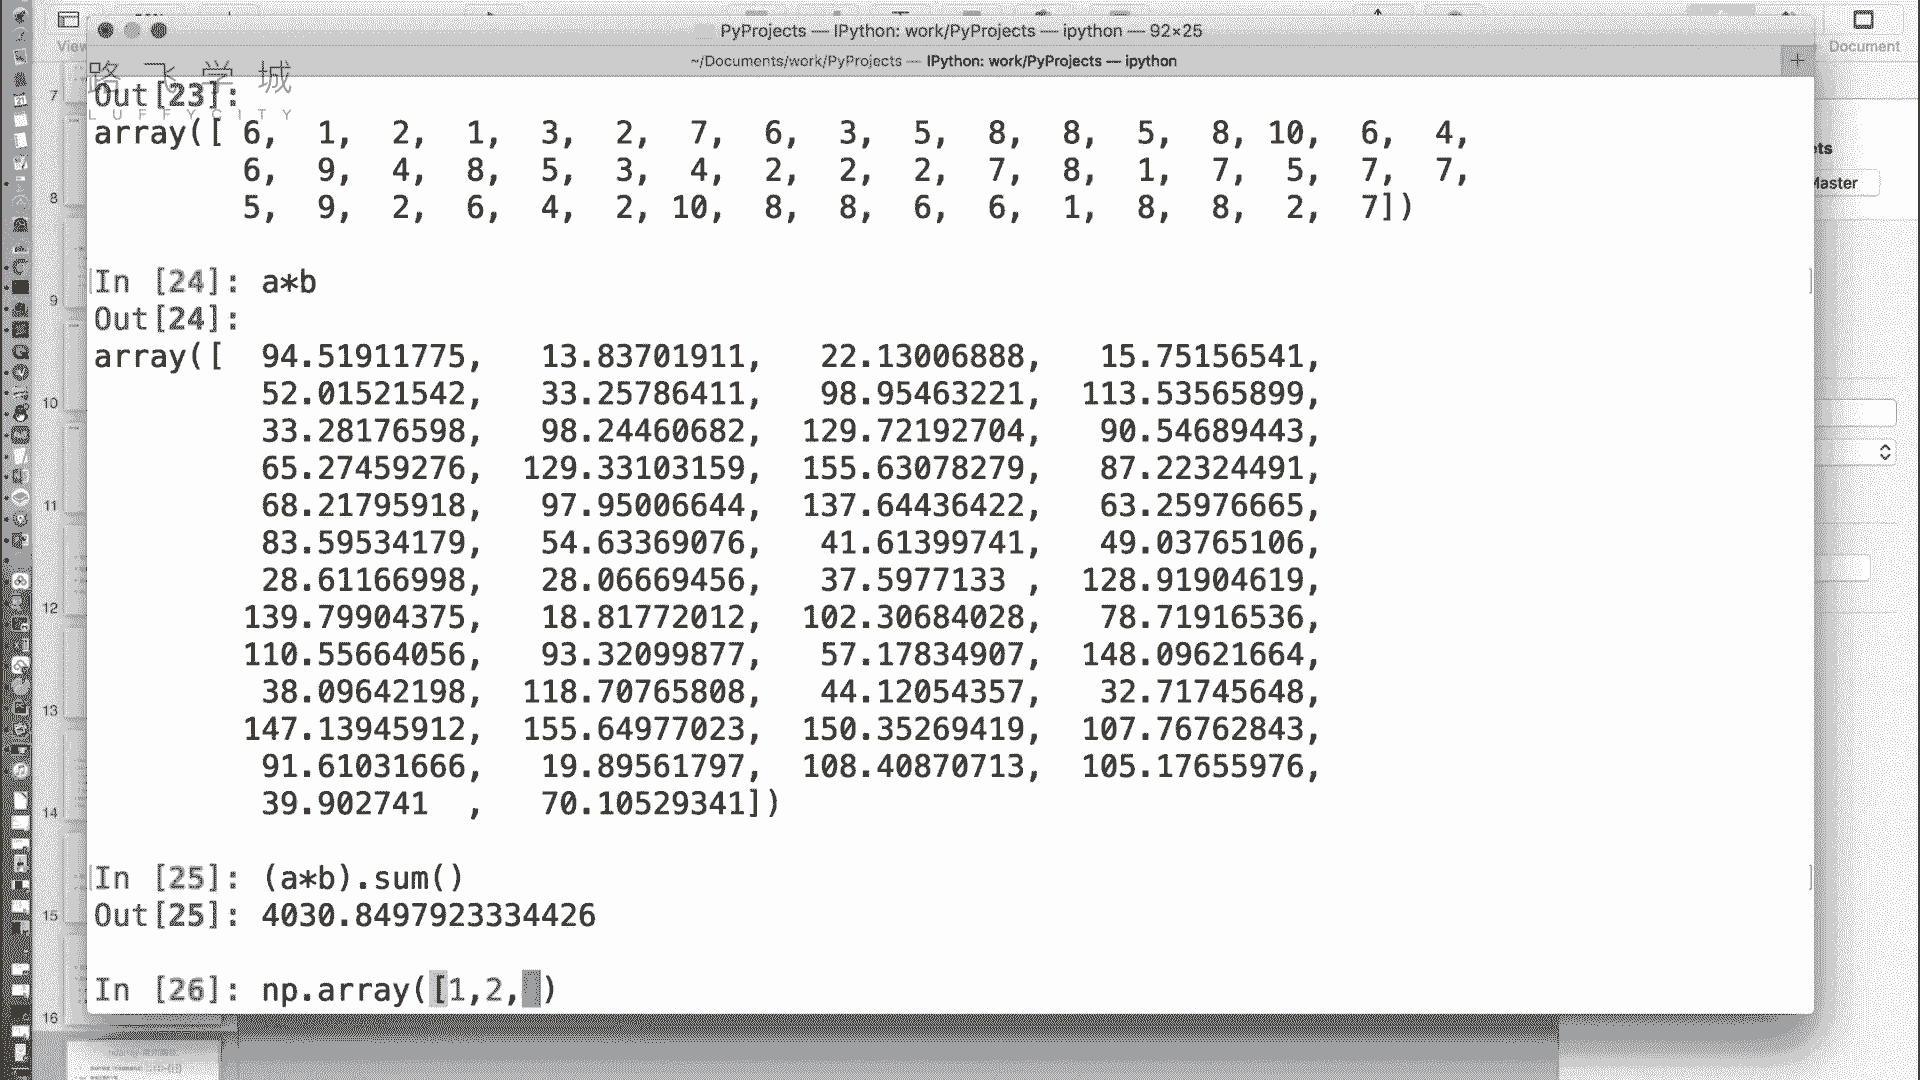 PyProjects — IPython: work/PyProjects — ipython — 92×25
View
Document
~/Documents/work/PyProjects — IPython: work/PyProjects — ipython
+
路 飞 学 城
LUFFYCITY
Out[23]:
array([ 6, 1, 2, 1, 3, 2, 7, 6, 3, 5, 8, 8, 5, 8, 10, 6, 4,
6, 9, 4, 8, 5, 3, 4, 2, 2, 2, 7, 8, 1, 7, 5, 7, 7,
5, 9, 2, 6, 4, 2, 10, 8, 8, 6, 6, 1, 8, 8, 2, 7])
In [24]: a*b
Out[24]:
array([ 94.51911775, 13.83701911, 22.13006888, 15.75156541,
52.01521542, 33.25786411, 98.95463221, 113.53565899,
33.28176598, 98.24460682, 129.72192704, 90.54689443,
65.27459276, 129.33103159, 155.63078279, 87.22324491,
68.21795918, 97.95006644, 137.64436422, 63.25976665,
83.59534179, 54.63369076, 41.61399741, 49.03765106,
28.61166998, 28.06669456, 37.5977133 , 128.91904619,
139.79904375, 18.81772012, 102.30684028, 78.71916536,
110.55664056, 93.32099877, 57.17834907, 148.09621664,
38.09642198, 118.70765808, 44.12054357, 32.71745648,
147.13945912, 155.64977023, 150.35269419, 107.76762843,
91.61031666, 19.89561797, 108.40870713, 105.17655976,
39.902741 , 70.10529341])
In [25]: (a*b).sum()
Out[25]: 4030.8497923334426
In [26]: np.array([1,2, )
7
8
9
10
11
12
13
14
15
16
ets
Master